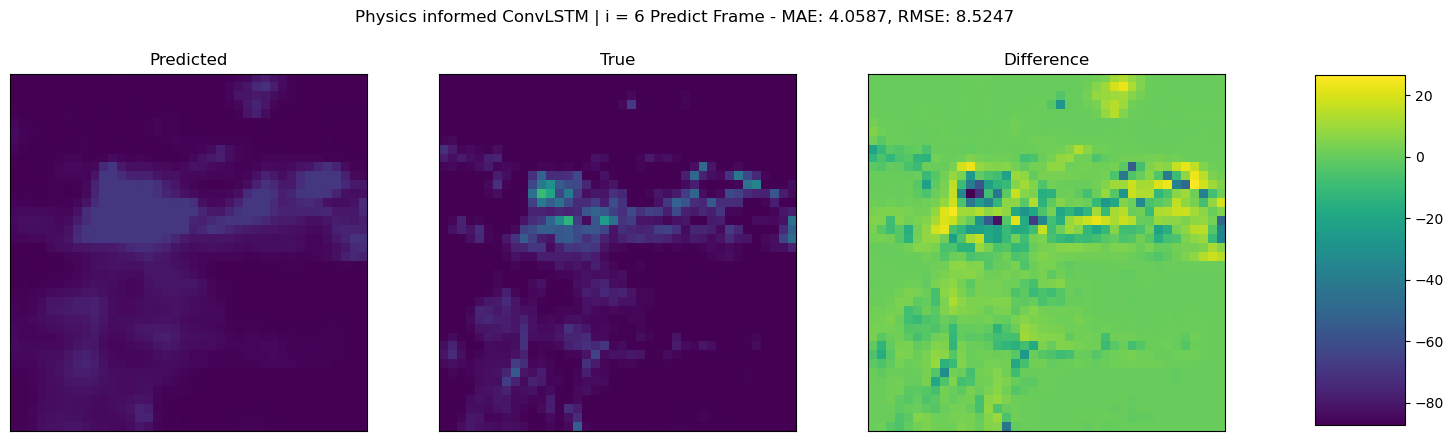 Physics informed ConvLSTM | i = 6 Predict Frame - MAE: 4.0587, RMSE: 8.5247
Predicted
True
Difference
20
0
−20
−40
−60
−80